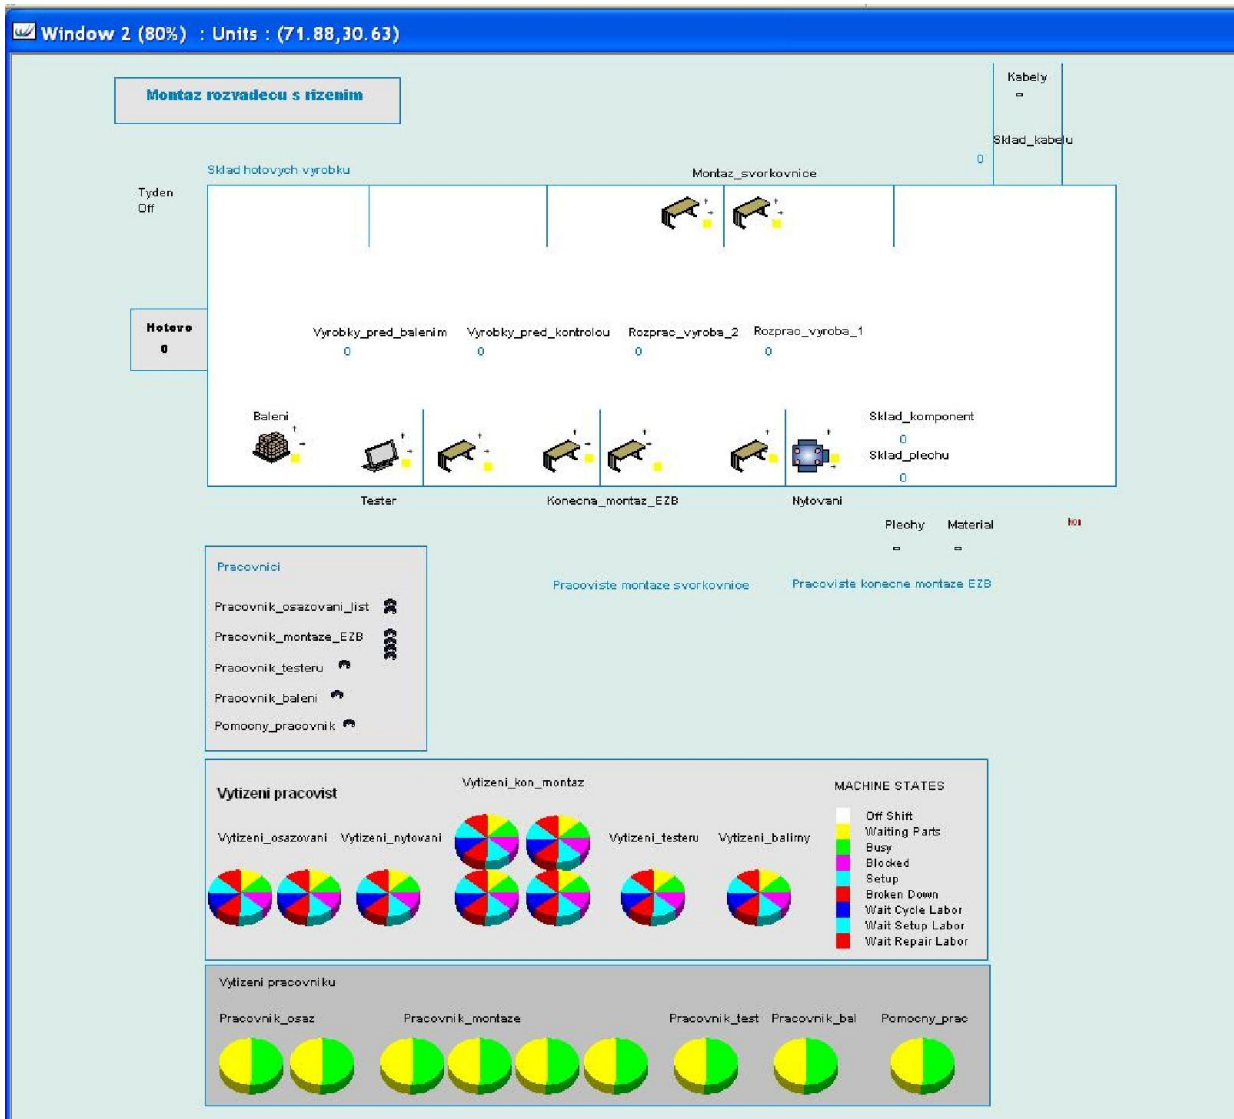 Window 2 (80%) : Units : (71.88,30.63)
Kabely
Montaz rozvadecu s rizenim
Sklad_kabelu
0
Sklad hotovych vyrobku
Montaz_svorkovnice
Tyden
Off
Hotovo
0
Vyrobky_pred_balenim Vyrobky_pred_kontrolou Rozprac_vyroba_2 Rozprac_vyroba_1
0 0 0 0
Baleni
Sklad_komponent
0
Sklad_plechu
0
Tester Konecna_montaz_EZB Nytovani
Plechy Material
Pracovnici
Pracoviste montaze svorkovnice Pracoviste konecne montaze EZB
Pracovnik_osazovani_list
Pracovnik_montaze_EZB
Pracovnik_testeru
Pracovnik_baleni
Pomocny_pracovnik
Vytizeni pracovist
Vytizeni_kon_montaz
MACHINE STATES
Vytizeni_osazovani Vytizeni_nytovani Vytizeni_testeru Vytizeni_balirny
Off Shift
Waiting Parts
Busy
Blocked
Setup
Broken Down
Wait Cycle Labor
Wait Setup Labor
Wait Repair Labor
Vytizeni pracovniku
Pracovnik_osaz Pracovnik_montaze Pracovnik_test Pracovnik_bal Pomocny_prac